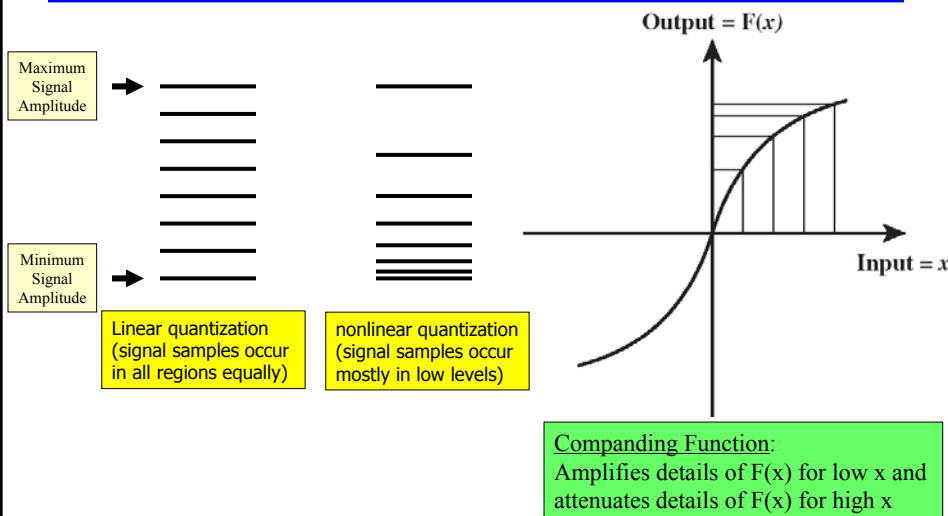 Output = F(x)
Maximum
Signal
Amplitude
Minimum
Signal
Amplitude
Input = x
Linear quantization
(signal samples occur
in all regions equally)
nonlinear quantization
(signal samples occur
mostly in low levels)
Companding Function:
Amplifies details of F(x) for low x and
attenuates details of F(x) for high x